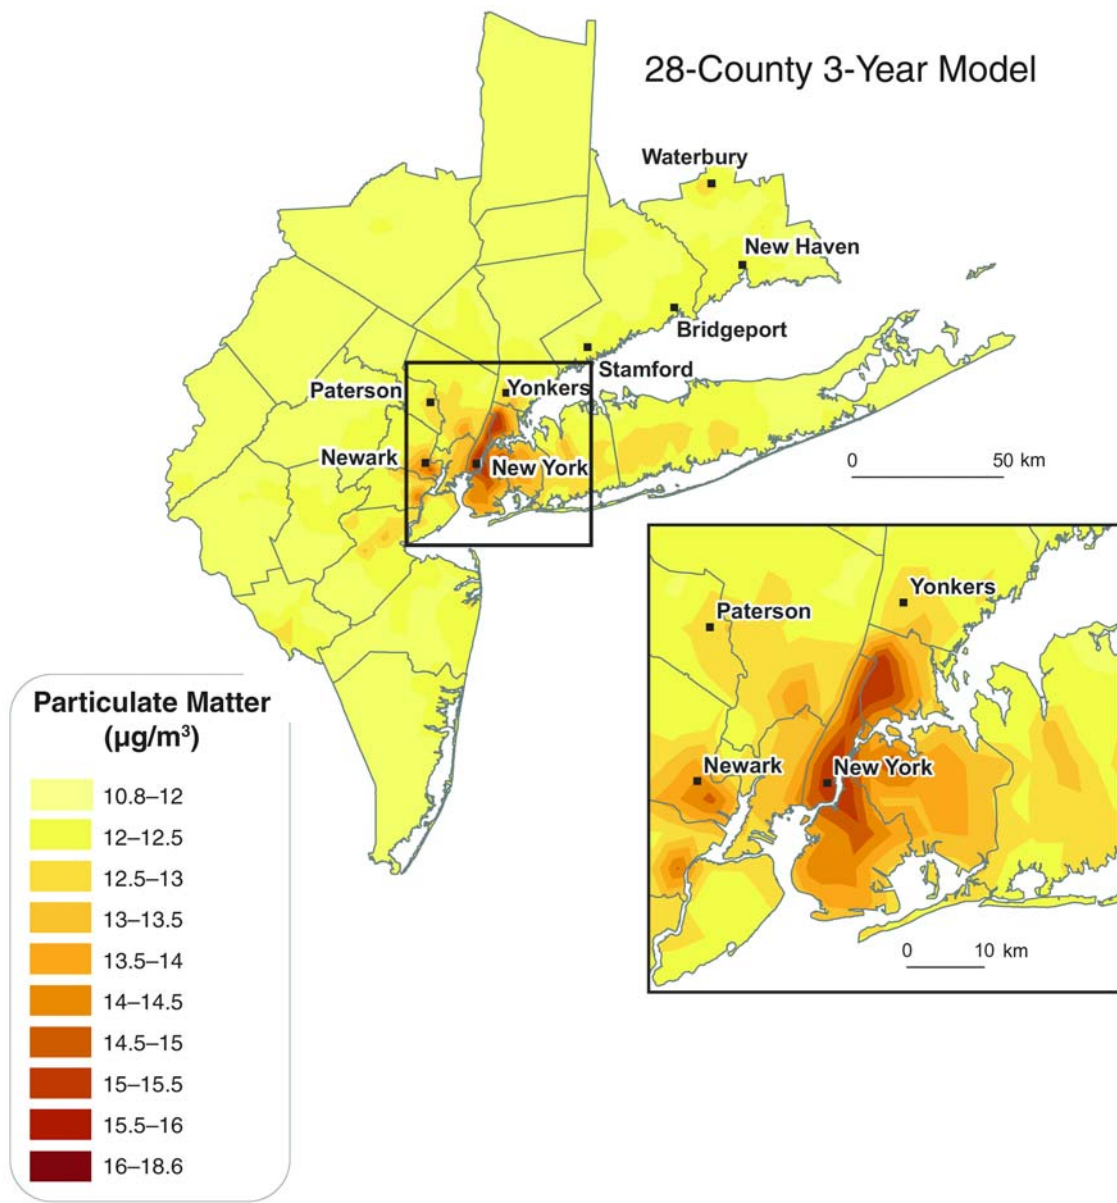 28-County 3-Year Model
Waterbury
New Haven
Bridgeport
Stamford
Paterson
Yonkers
Newark
New York
0 50 km
Yonkers
Paterson
Newark
New York
0 10 km
Particulate Matter
(µg/m³)
10.8–12
12–12.5
12.5–13
13–13.5
13.5–14
14–14.5
14.5–15
15–15.5
15.5–16
16–18.6